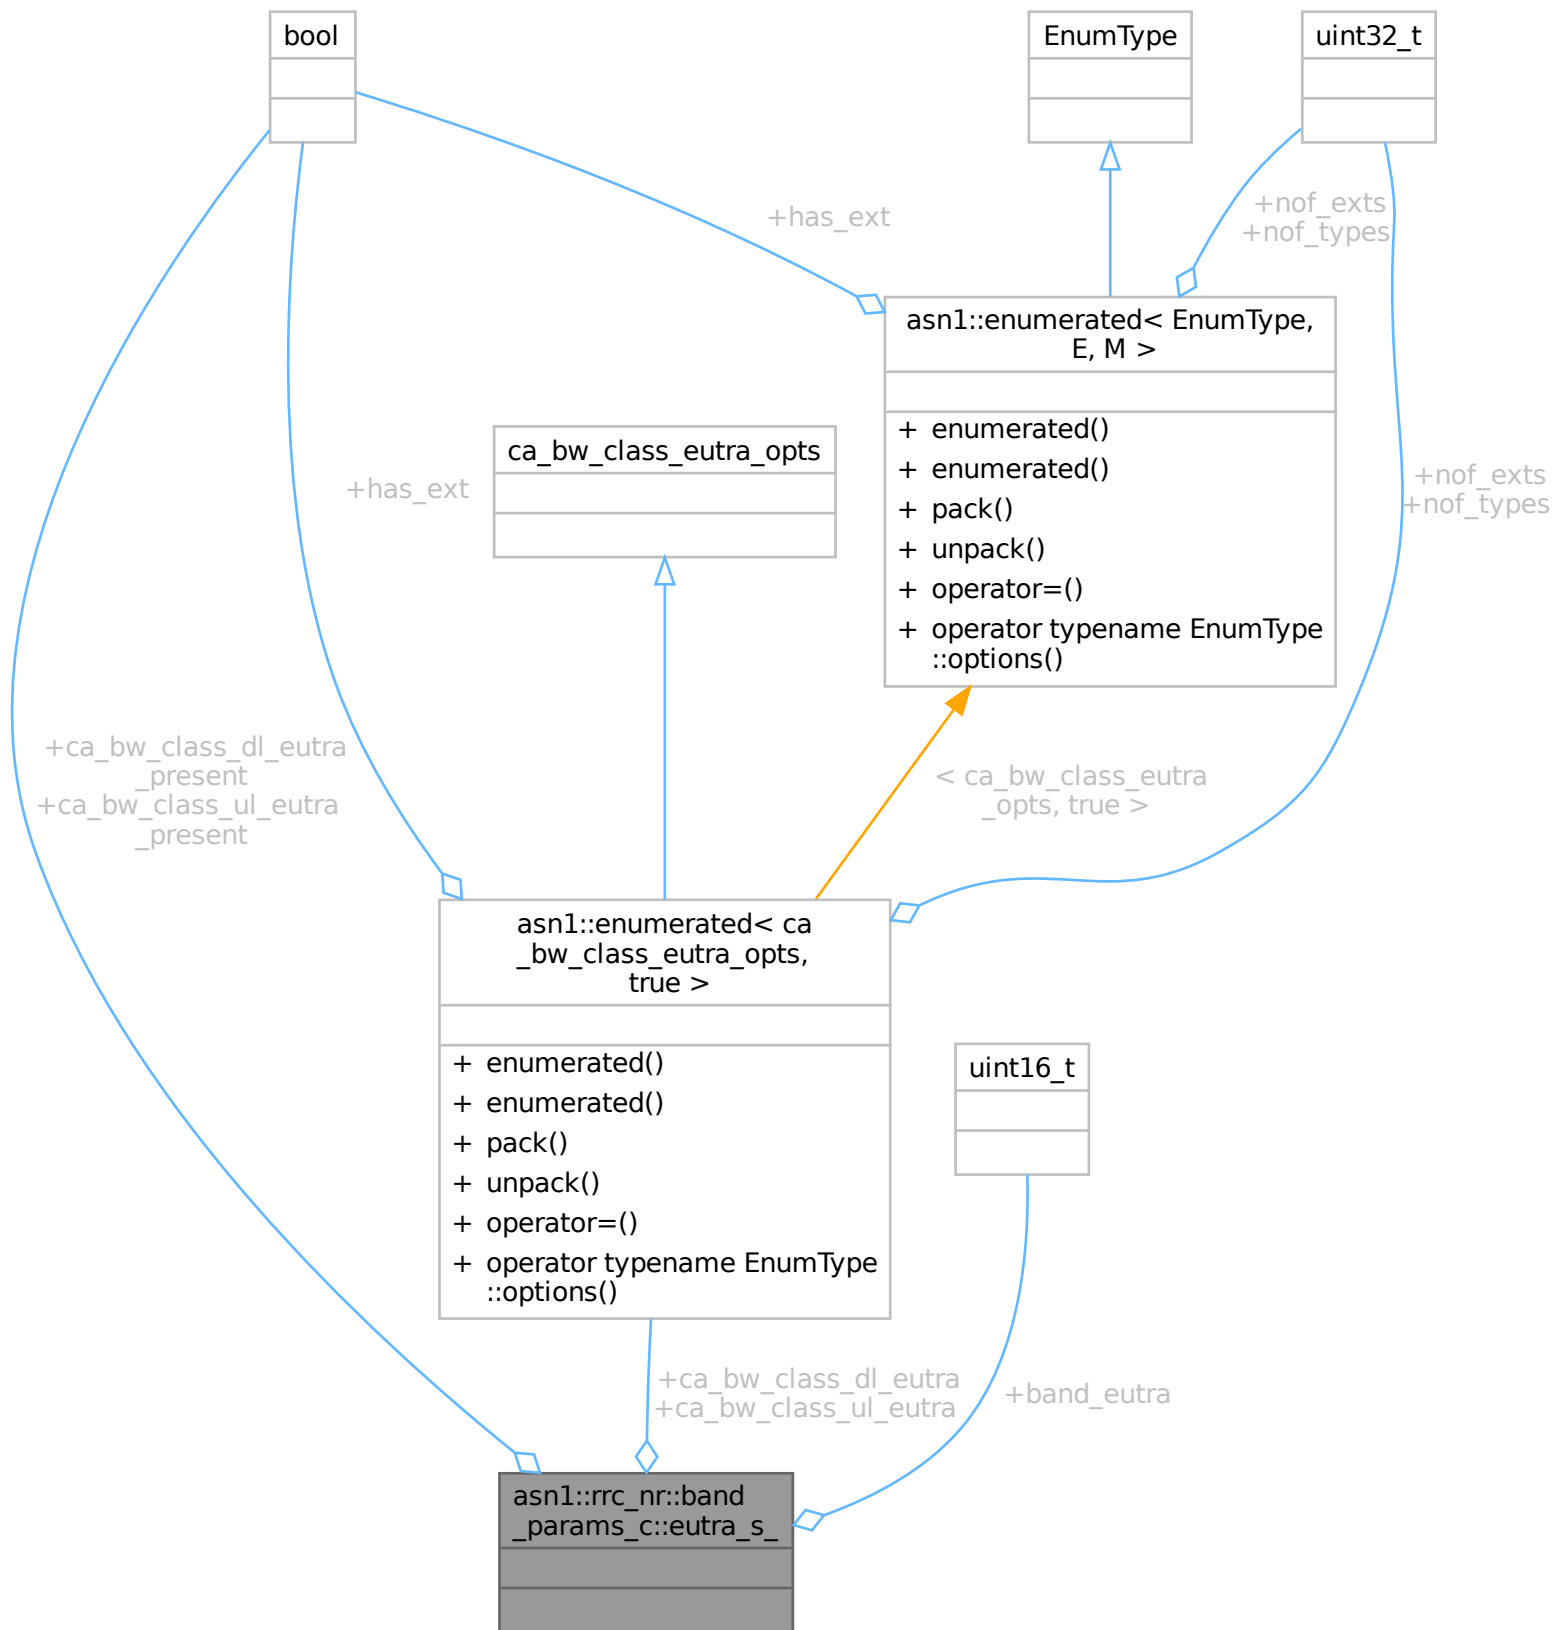 bool
EnumType
uint32_t
+has_ext
+nof_exts
+nof_types
asn1::enumerated< EnumType,
E, M >
+ enumerated()
+ enumerated()
+ pack()
+ unpack()
+ operator=()
+ operator typename EnumType
::options()
ca_bw_class_eutra_opts
+has_ext
+nof_exts
+nof_types
+ca_bw_class_dl_eutra
_present
+ca_bw_class_ul_eutra
_present
< ca_bw_class_eutra
_opts, true >
asn1::enumerated< ca
_bw_class_eutra_opts,
true >
+ enumerated()
+ enumerated()
+ pack()
+ unpack()
+ operator=()
+ operator typename EnumType
::options()
uint16_t
+ca_bw_class_dl_eutra
+ca_bw_class_ul_eutra
+band_eutra
asn1::rrc_nr::band
_params_c::eutra_s_